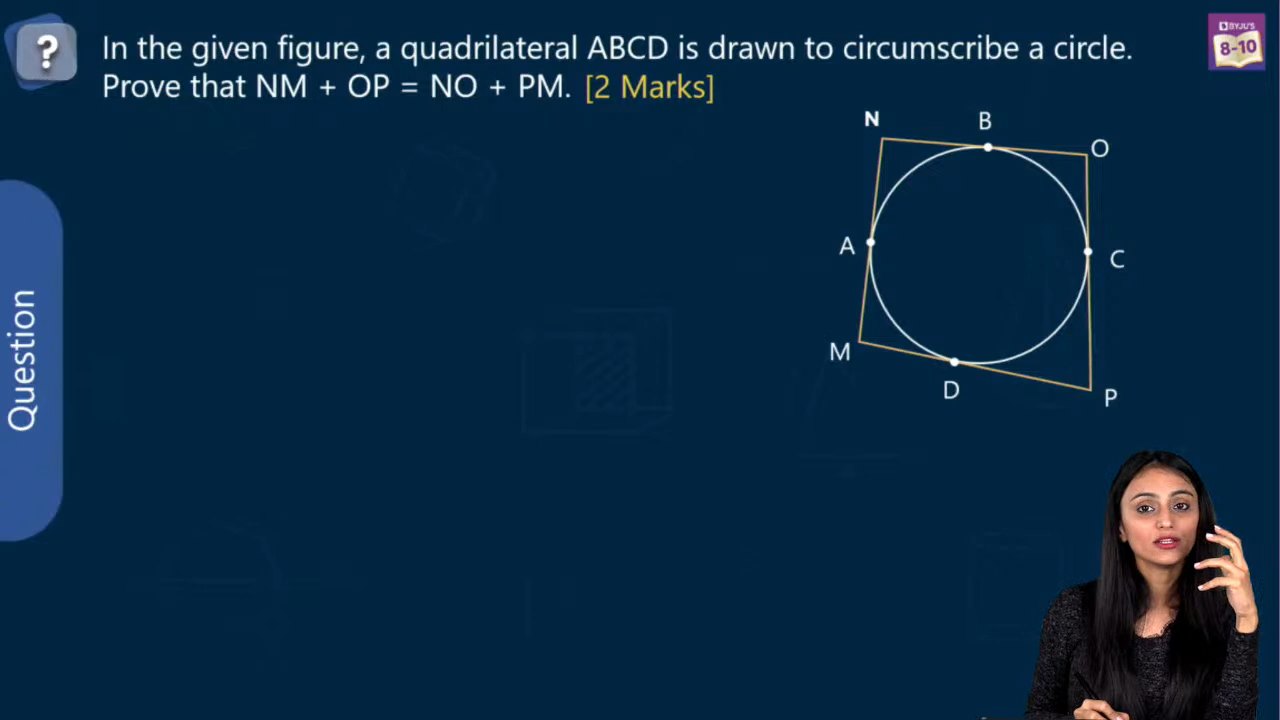 ?
In the given figure, a quadrilateral ABCD is drawn to circumscribe a circle.
Prove that NM + OP = NO + PM. [2 Marks]
BYJU'S
8-10
N
B
O
A
C
M
D
P
Question